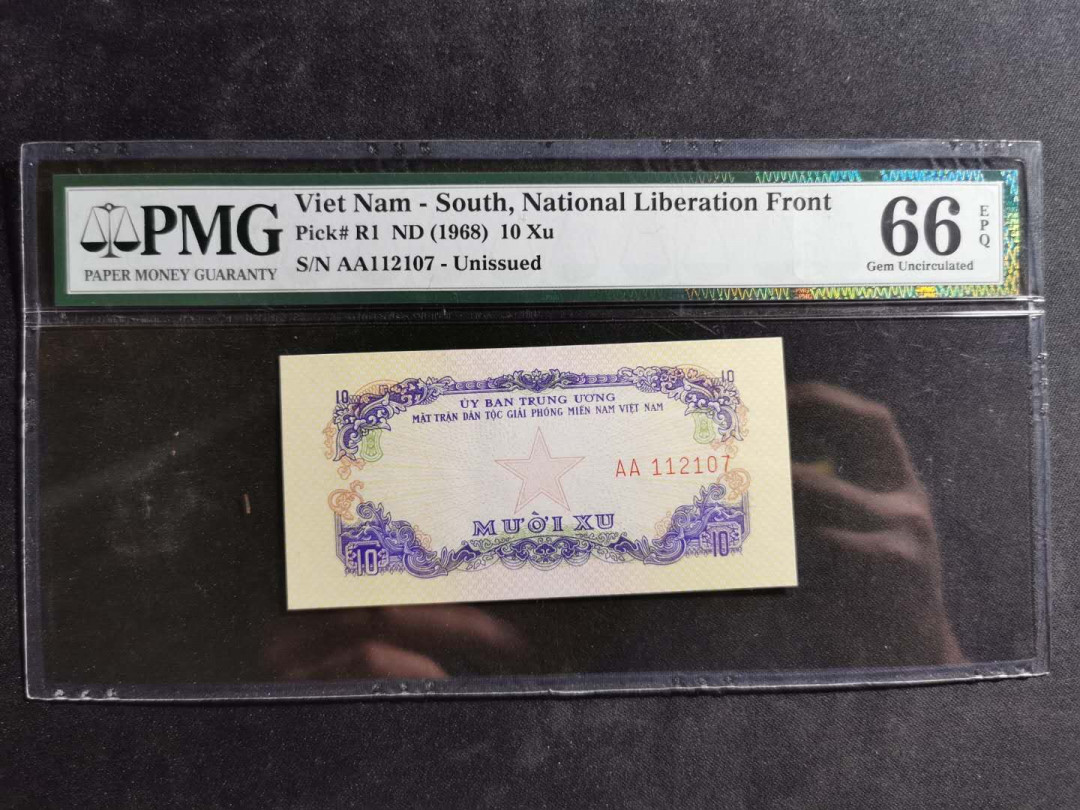 PMG
PAPER MONEY GUARANTY
Viet Nam - South, National Liberation Front
Pick# R1 ND (1968) 10 Xu
S/N AA112107 - Unissued
66
EPQ
Gem Uncirculated
10
10
ỦY BAN TRUNG ƯƠNG
MẶT TRẬN DÂN TỘC GIẢI PHÓNG MIỀN NAM VIỆT NAM
AA 112107
MƯỜI XU
10
10